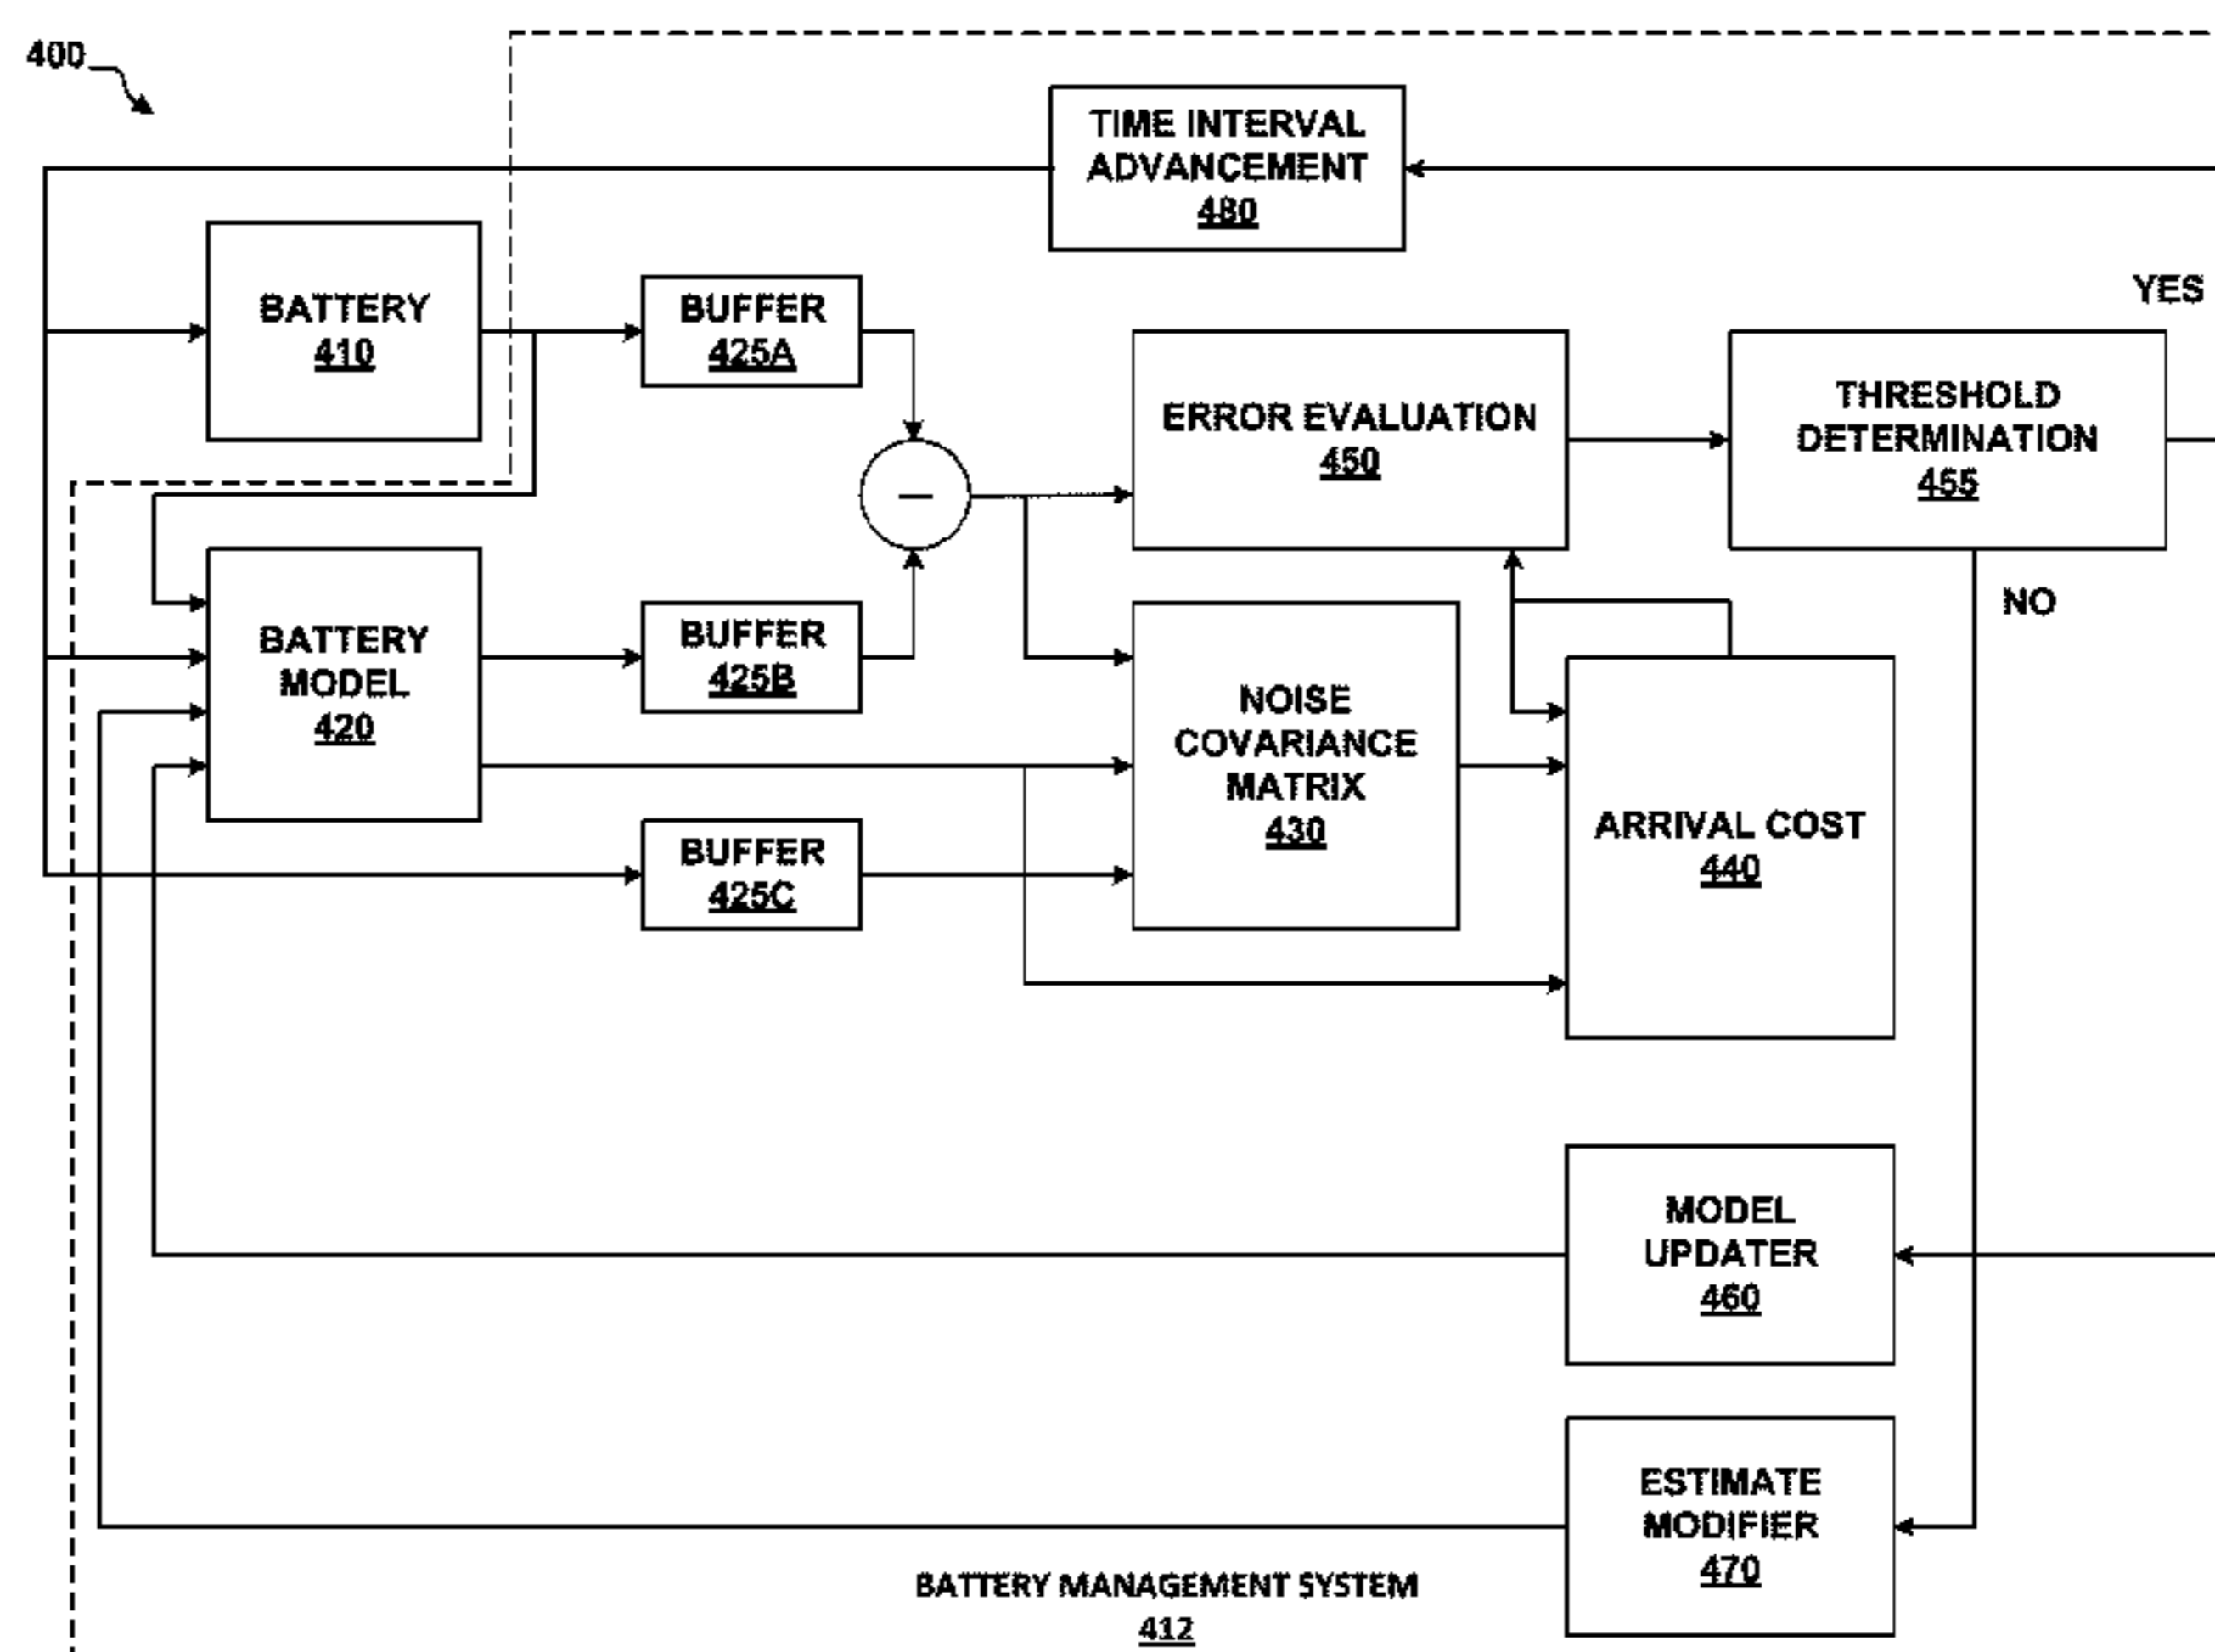 400
TIME INTERVAL
ADVANCEMENT
480
YES
BATTERY
410
BUFFER
425A
ERROR EVALUATION
450
THRESHOLD
DETERMINATION
455
–
NO
BATTERY
MODEL
420
BUFFER
425B
NOISE
COVARIANCE
MATRIX
430
ARRIVAL COST
440
BUFFER
425C
MODEL
UPDATER
460
ESTIMATE
MODIFIER
470
BATTERY MANAGEMENT SYSTEM
412